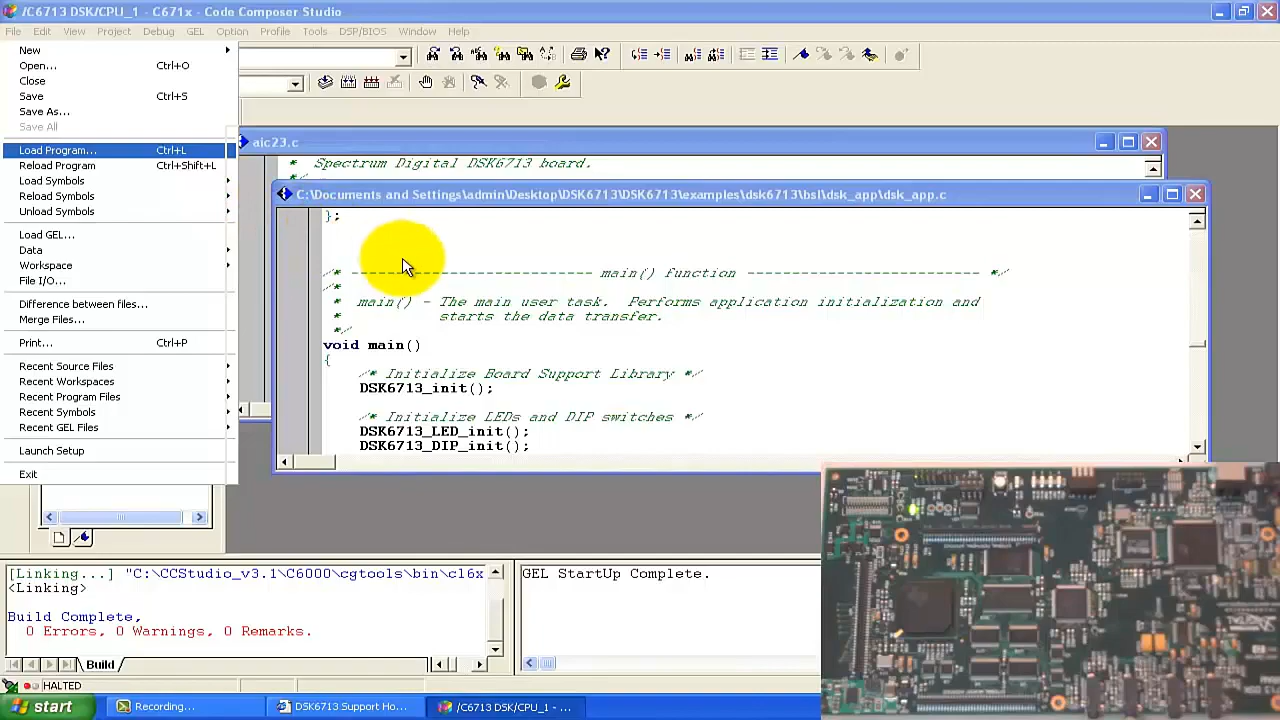 /C6713 DSK/CPU_1 - C671x - Code Composer Studio
File Edit View Project Debug GEL Option Profile Tools DSP/BIOS Window Help
New
Open... Ctrl+O
Close
Save Ctrl+S
Save As...
Save All
Load Program... Ctrl+L
Reload Program Ctrl+Shift+L
Load Symbols
Reload Symbols
Unload Symbols
Load GEL...
Data
Workspace
File I/O...
Difference between files...
Merge Files...
Print... Ctrl+P
Recent Source Files
Recent Workspaces
Recent Program Files
Recent Symbols
Recent GEL Files
Launch Setup
Exit
aic23.c
* Spectrum Digital DSK6713 board.
C:\Documents and Settings\admin\Desktop\DSK6713\DSK6713\examples\dsk6713\bsl\dsk_app\dsk_app.c
};
/* --------------------------- main() function -------------------------- */
/*
* main() - The main user task. Performs application initialization and
* starts the data transfer.
*/
void main()
{
/* Initialize Board Support Library */
DSK6713_init();
/* Initialize LEDs and DIP switches */
DSK6713_LED_init();
DSK6713_DIP_init();
[Linking...] "C:\CCStudio_v3.1\C6000\cgtools\bin\cl6x
<Linking>
Build Complete,
0 Errors, 0 Warnings, 0 Remarks.
Build
GEL StartUp Complete.
HALTED
start
Recording...
DSK6713 Support Ho...
/C6713 DSK/CPU_1 - ...